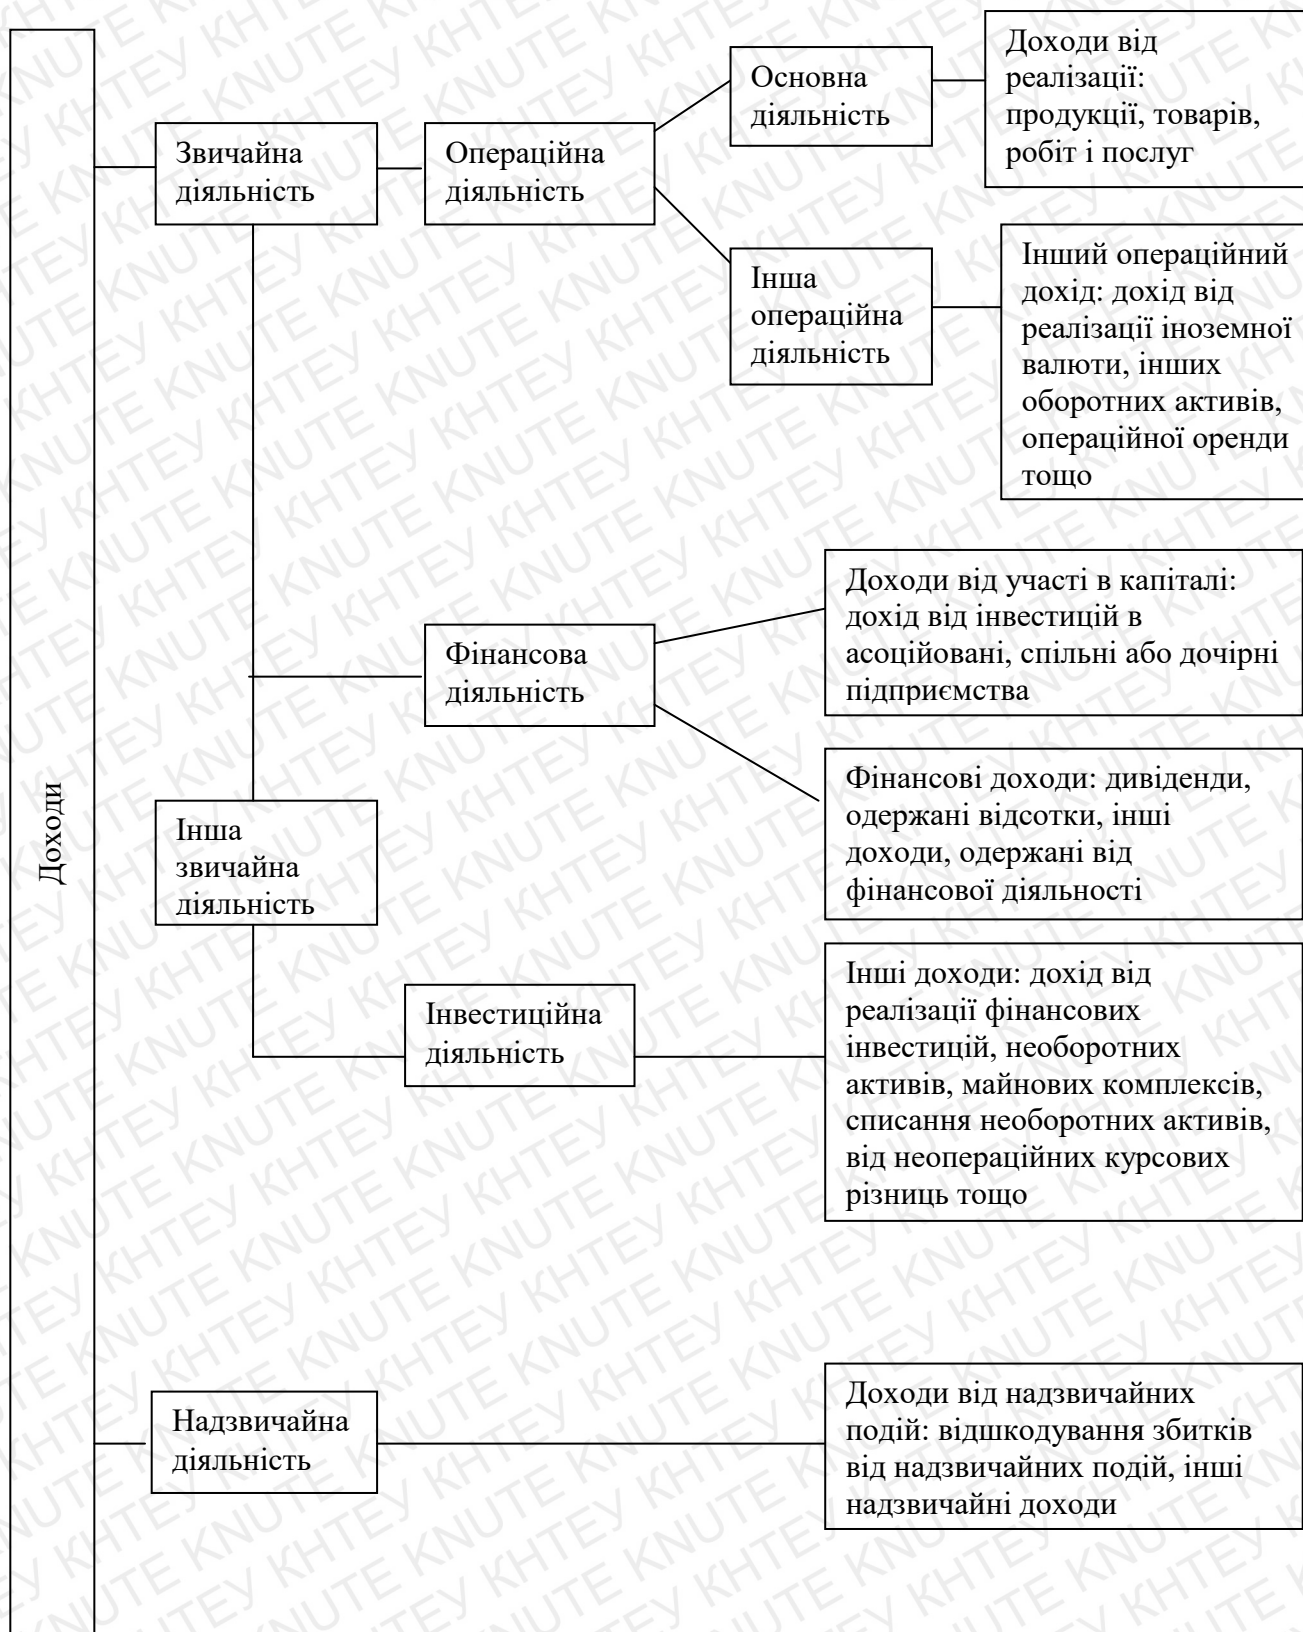 Доходи
Звичайна
діяльність
Операційна
діяльність
Основна
діяльність
Доходи від
реалізації:
продукції, товарів,
робіт і послуг
Інша
операційна
діяльність
Інший операційний
дохід: дохід від
реалізації іноземної
валюти, інших
оборотних активів,
операційної оренди
тощо
Фінансова
діяльність
Доходи від участі в капіталі:
дохід від інвестицій в
асоційовані, спільні або дочірні
підприємства
Фінансові доходи: дивіденди,
одержані відсотки, інші
доходи, одержані від
фінансової діяльності
Інша
звичайна
діяльність
Інвестиційна
діяльність
Інші доходи: дохід від
реалізації фінансових
інвестицій, необоротних
активів, майнових комплексів,
списання необоротних активів,
від неопераційних курсових
різниць тощо
Надзвичайна
діяльність
Доходи від надзвичайних
подій: відшкодування збитків
від надзвичайних подій, інші
надзвичайні доходи
KNUTE КНТЕУ